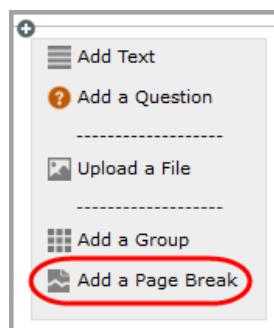 Add Text
Add a Question
-------------------
Upload a File
-------------------
Add a Group
Add a Page Break